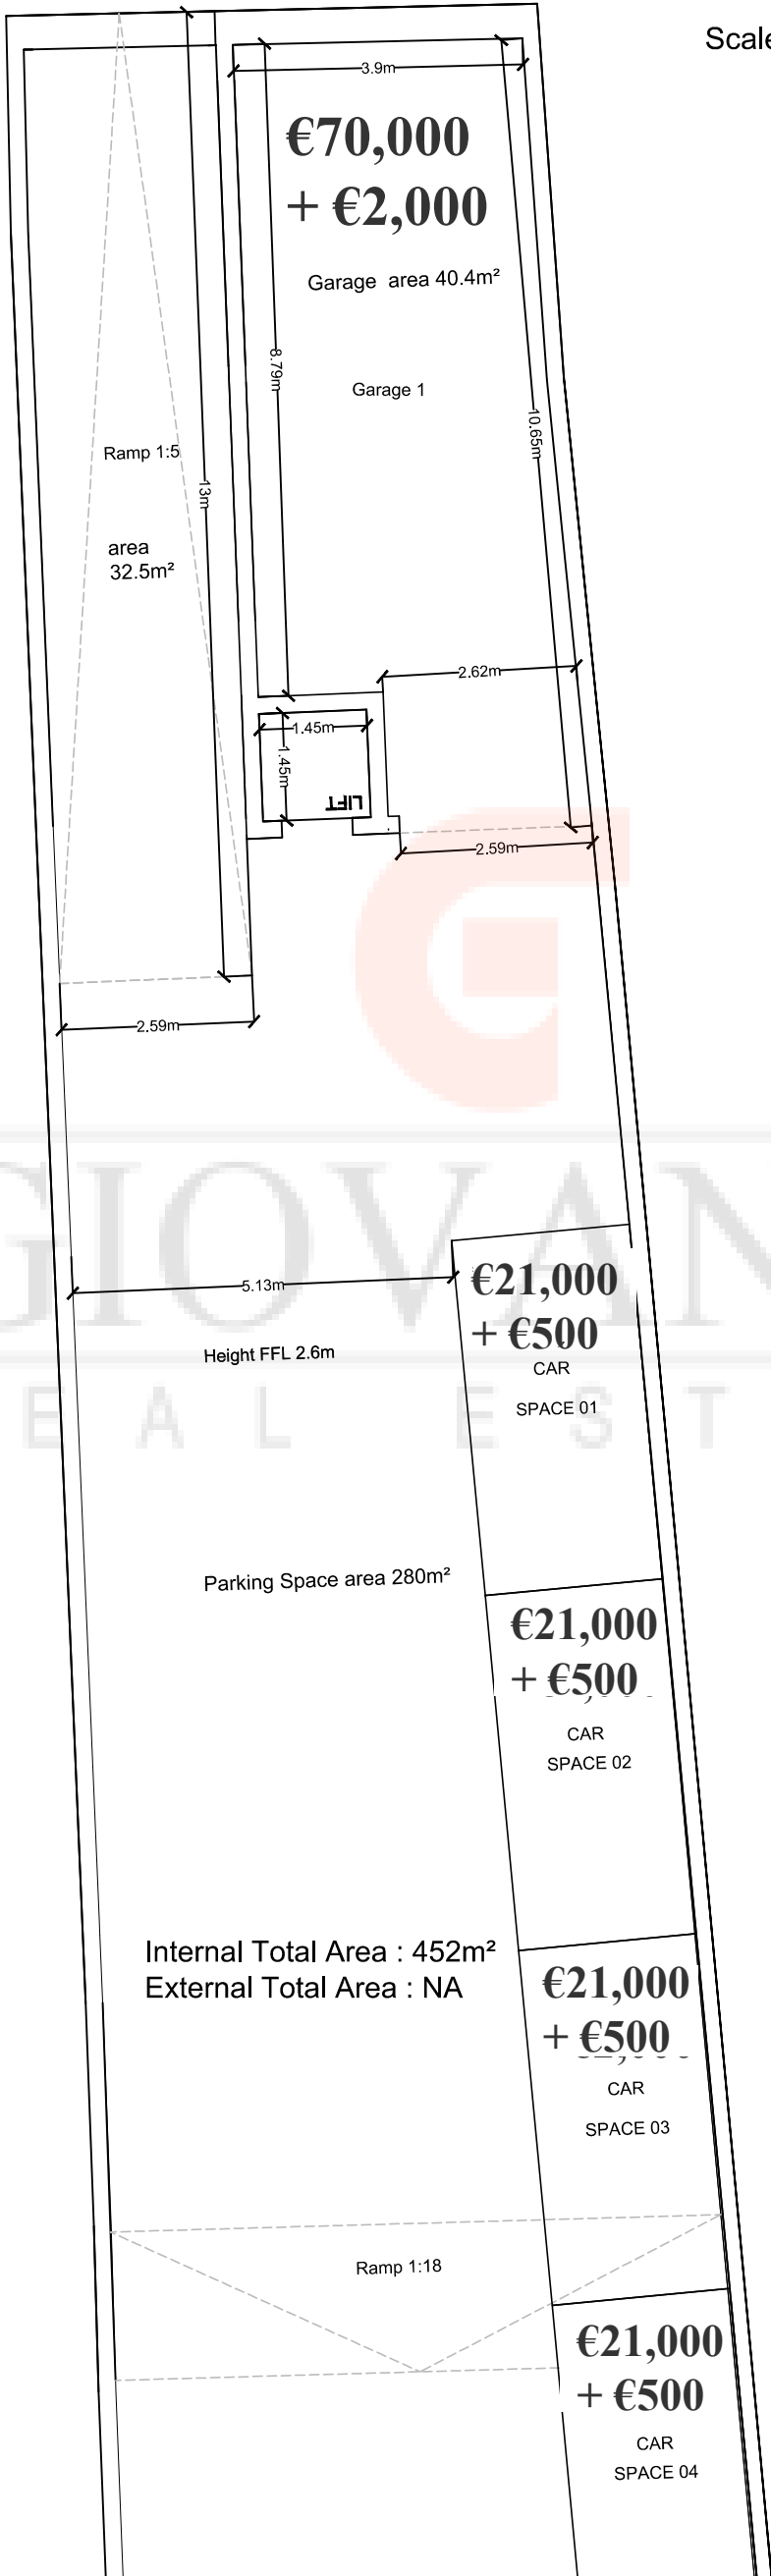 Scale
3.9m
€70,000
+ €2,000
Garage area 40.4m²
8.79m
Garage 1
10.65m
Ramp 1:5
13m
area
32.5m²
2.62m
1.45m
1.45m
LIFT
2.59m
2.59m
GIOVAN
5.13m
€21,000
+ €500
Height FFL 2.6m
CAR
EAL EST
SPACE 01
Parking Space area 280m²
€21,000
+ €500
CAR
SPACE 02
Internal Total Area : 452m²
External Total Area : NA
€21,000
+ €500
CAR
SPACE 03
Ramp 1:18
€21,000
+ €500
CAR
SPACE 04